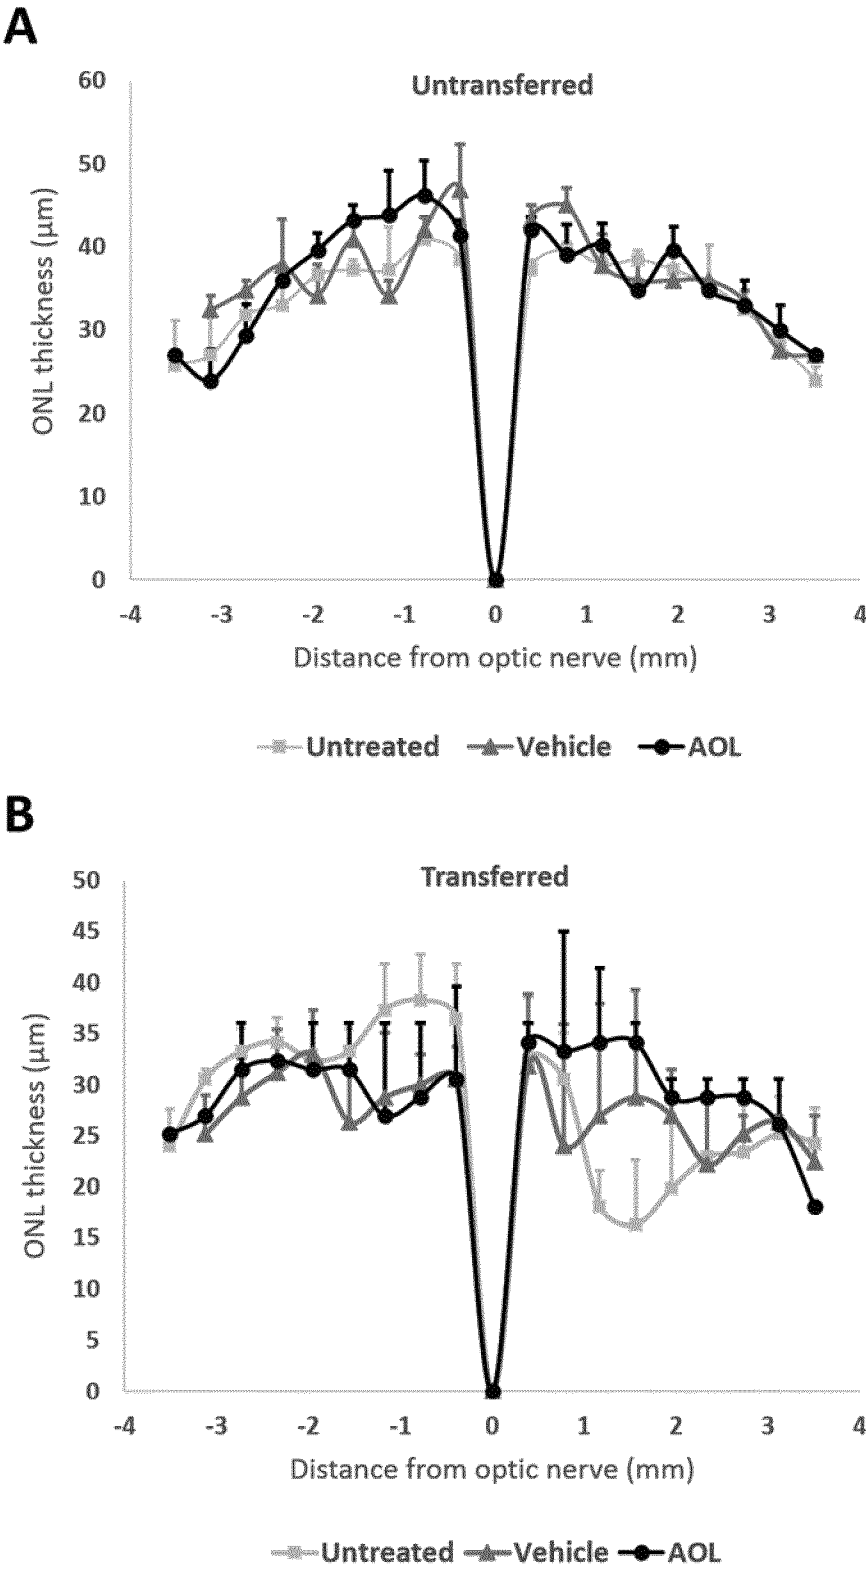 A
Untransferred
60
50
40
30
20
10
0
ONL thickness (μm)
-4 -3 -2 -1 0 1 2 3 4
Distance from optic nerve (mm)
Untreated Vehicle AOL
B
Transferred
50
45
40
35
30
25
20
15
10
5
0
ONL thickness (μm)
-4 -3 -2 -1 0 1 2 3 4
Distance from optic nerve (mm)
Untreated Vehicle AOL